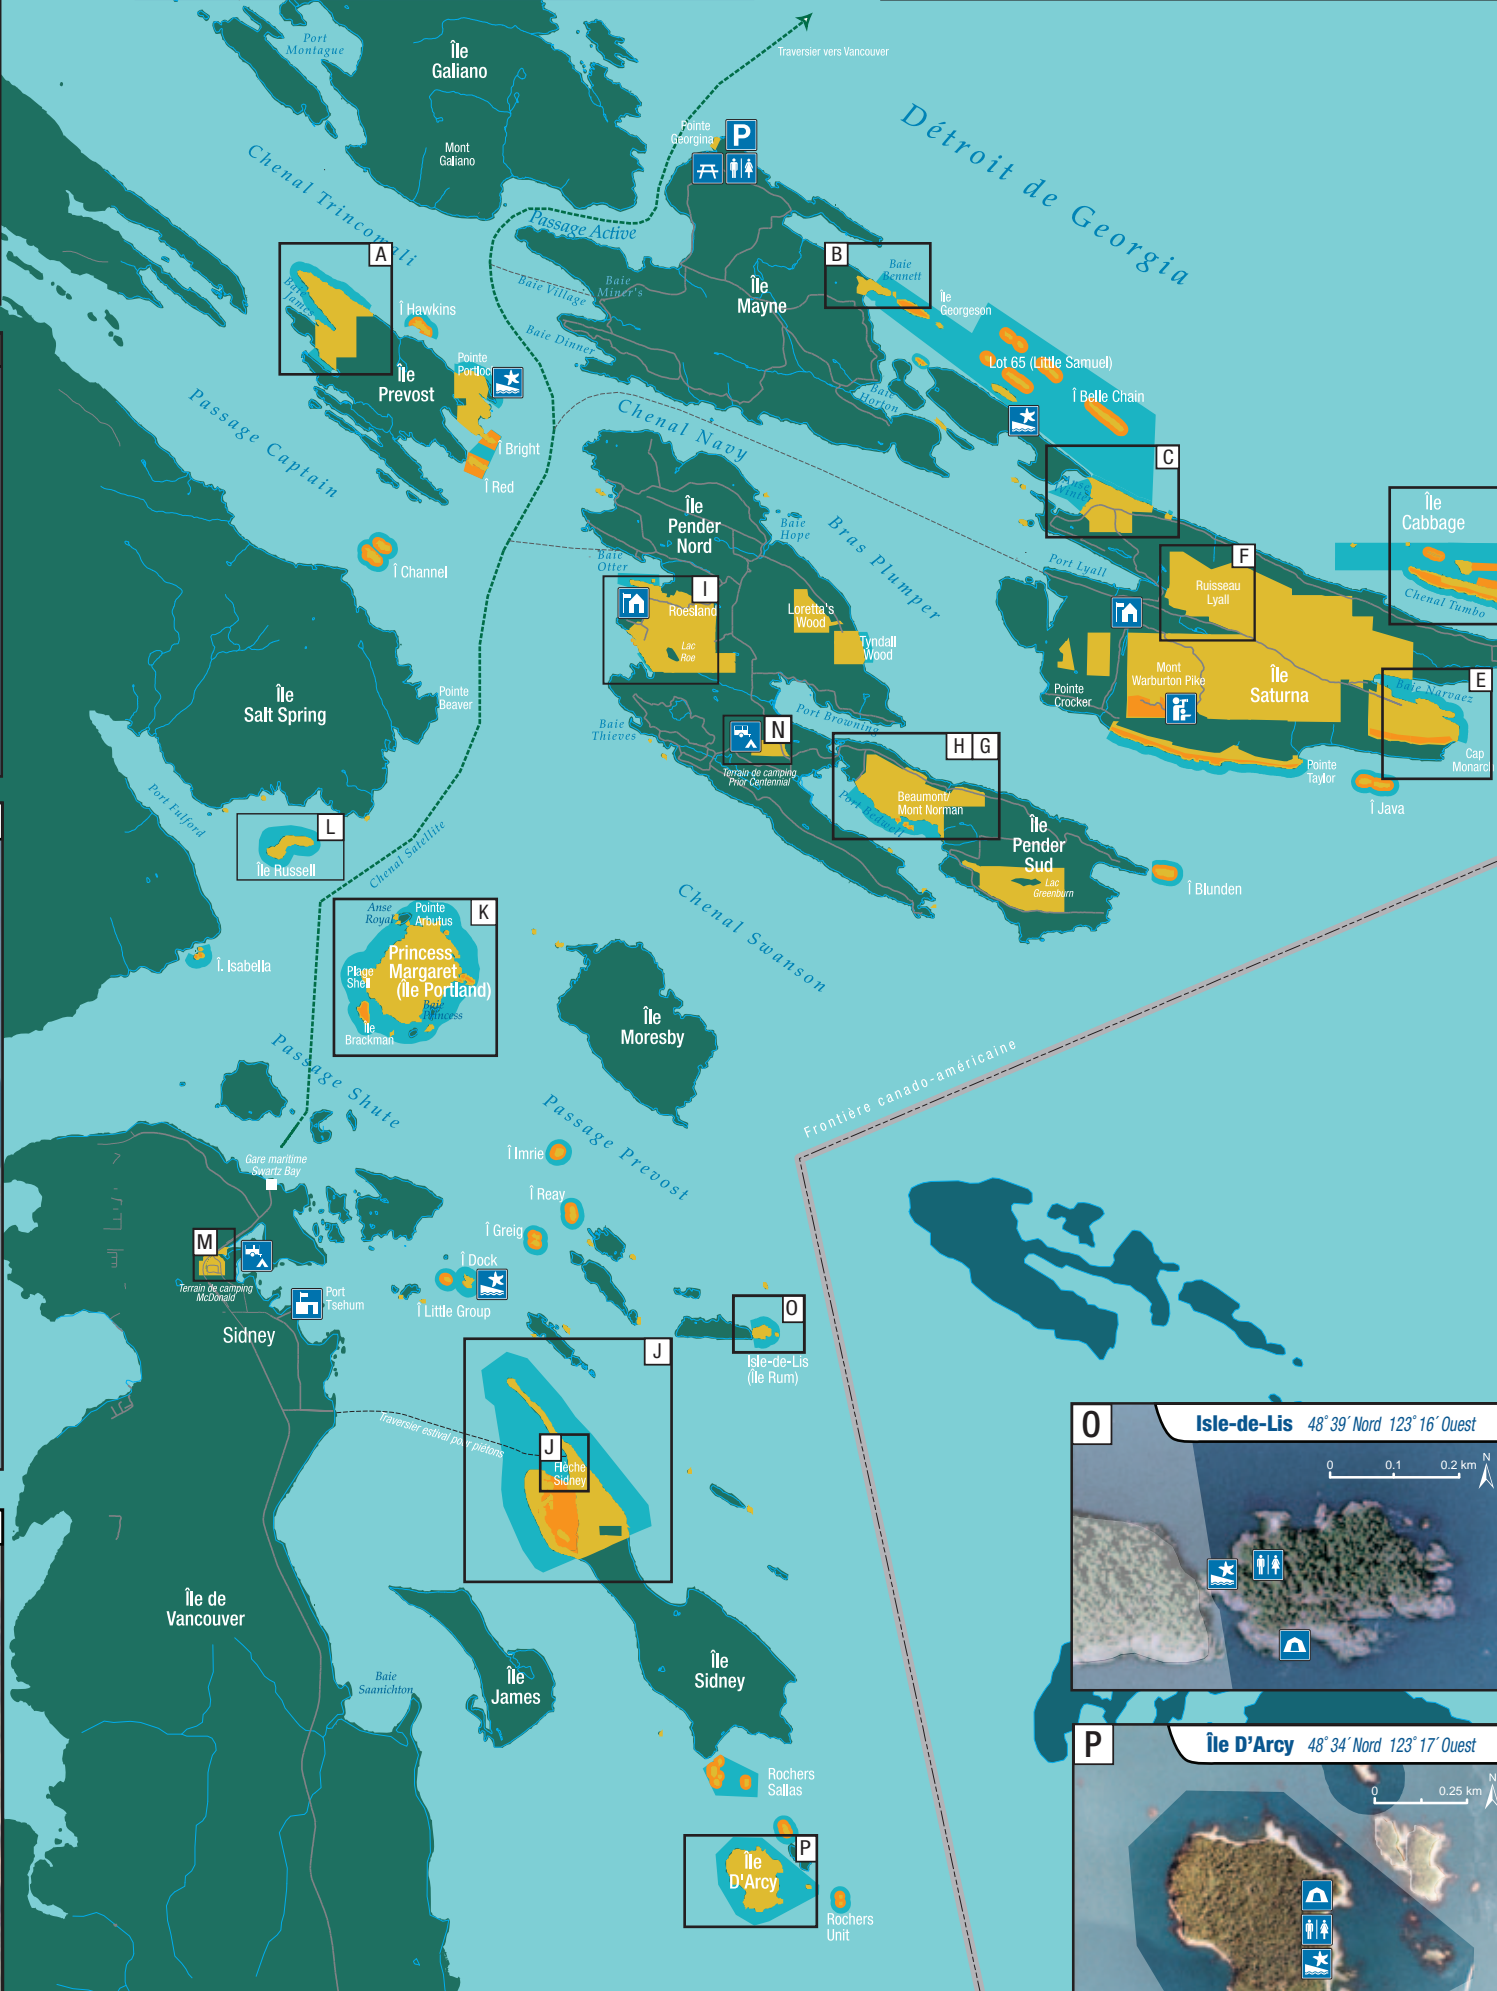 Port
Montague
Île
Galiano
Traversier vers Vancouver
Mont
Galiano
Pointe
Georgina
P
Détroit de Georgia
Chenal Trincomali
Passage Active
A
Baie
James
Î Hawkins
Baie Village
Baie
Miner's
Île
Mayne
B
Baie
Bennett
Île
Georgeson
Baie Dinner
Pointe
Portloc
Île
Prevost
Lot 65 (Little Samuel)
Î Belle Chain
Baie
Horton
Passage Captain
Chenal Navy
Î Bright
Î Red
C
Anse
Winter
Île
Cabbage
Île
Pender
Nord
Baie
Hope
Bras Plumper
Î Channel
Baie
Otter
Port Lyall
F
Ruisseau
Lyall
Chenal Tumbo
I
Roesland
Lac
Roe
Loretta's
Wood
Tyndall
Wood
Mont
Warburton Pike
Île
Saturna
Pointe
Crocker
E
Baie Narvaez
Cap
Monarch
Île
Salt Spring
Pointe
Beaver
Baie
Thieves
N
Port Browning
Terrain de camping
Prior Centennial
H G
Beaumont/
Mont Norman
Port Bedwell
Pointe
Taylor
Î Java
Port Fulford
L
Île Russell
Chenal Satellite
Île
Pender
Sud
Lac
Greenburn
Î Blunden
Chenal Swanson
K
Anse
Royal
Pointe
Arbutus
Princess
Margaret
(Île Portland)
Plage
Shell
Baie
Princess
Île
Brackman
Î. Isabella
Île
Moresby
Frontière canado-américaine
Passage Shute
Passage Prevost
Î Imrie
Gare maritime
Swartz Bay
Î Reay
Î Greig
M
Terrain de camping
McDonald
Î Dock
Port
Tsehum
Î Little Group
Sidney
O
Isle-de-Lis
(Île Rum)
J
Traversier estival pour piétons
J
Flèche
Sidney
O
Isle-de-Lis 48°39′ Nord 123°16′ Ouest
0 0.1 0.2 km
N
Île de
Vancouver
Baie
Saanichton
Île
James
Île
Sidney
P
Île D'Arcy 48°34′ Nord 123°17′ Ouest
0 0.25 km
N
Rochers
Sallas
P
Île
D'Arcy
Rochers
Unit